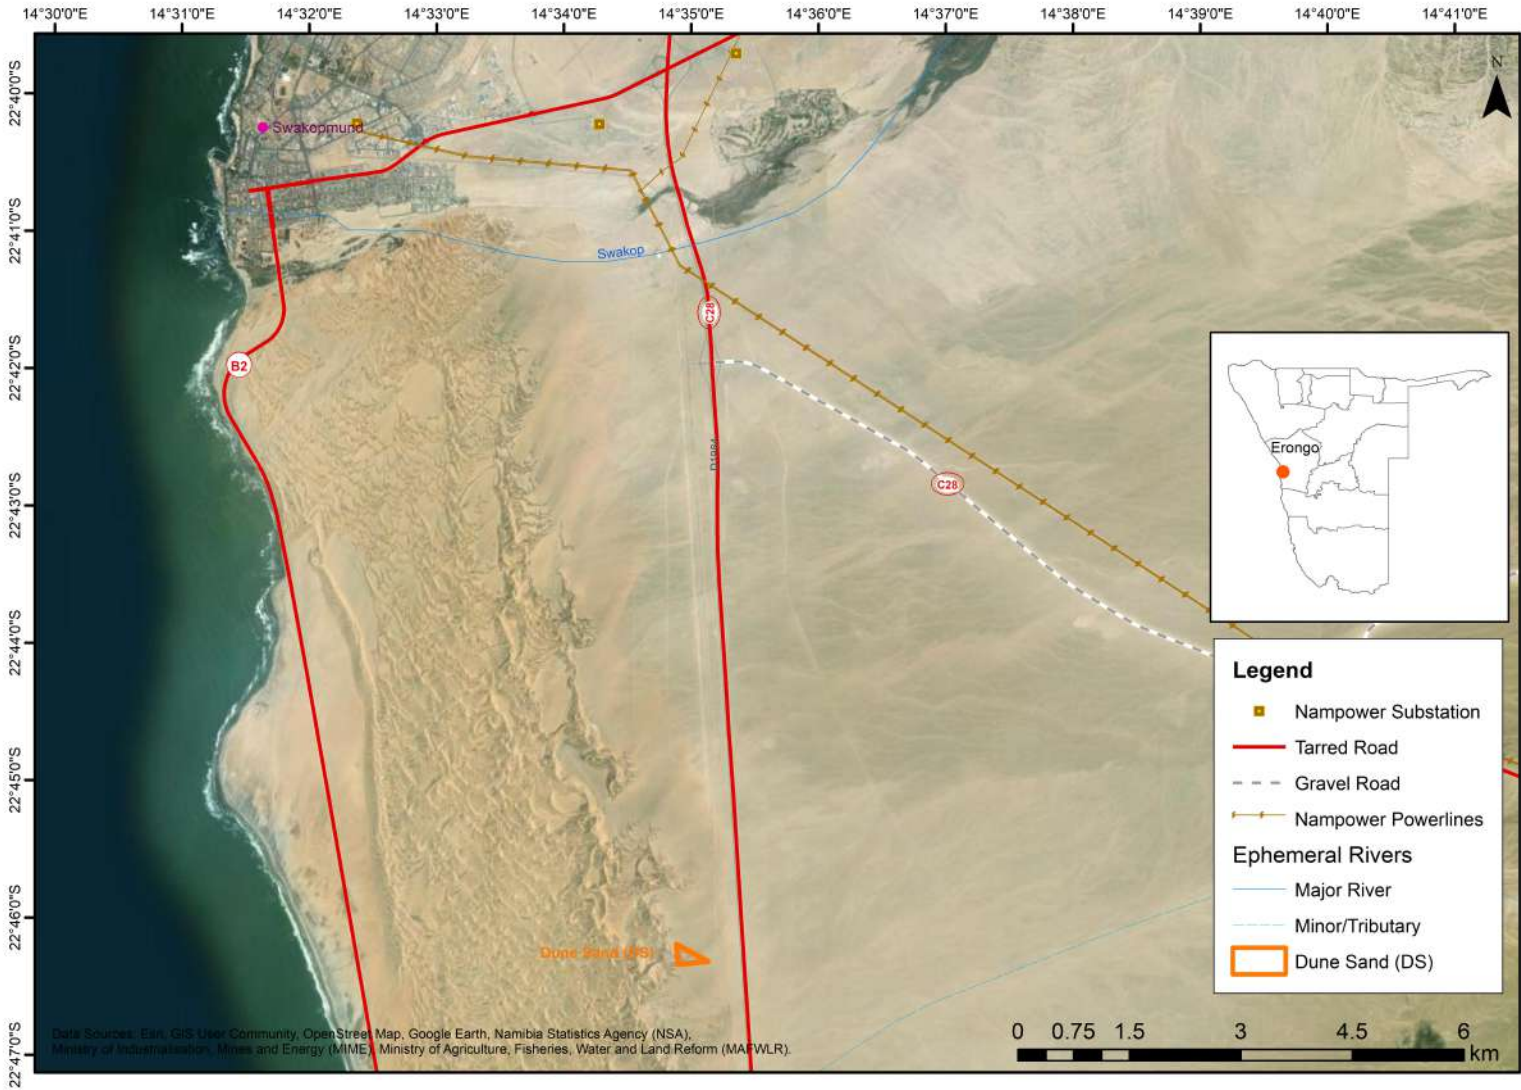 14°30'0"E 14°31'0"E 14°32'0"E 14°33'0"E 14°34'0"E 14°35'0"E 14°36'0"E 14°37'0"E 14°38'0"E 14°39'0"E 14°40'0"E 14°41'0"E
22°40'0"S
22°41'0"S
22°42'0"S
22°43'0"S
22°44'0"S
22°45'0"S
22°46'0"S
22°47'0"S
N
Swakopmund
Swakop
C28
B2
D1984
C28
Erongo
Dune Sand (DS)
Legend
Nampower Substation
Tarred Road
Gravel Road
Nampower Powerlines
Ephemeral Rivers
Major River
Minor/Tributary
Dune Sand (DS)
Data Sources: Esri, GIS User Community, OpenStreet Map, Google Earth, Namibia Statistics Agency (NSA),
Ministry of Industrialisation, Mines and Energy (MIME), Ministry of Agriculture, Fisheries, Water and Land Reform (MAFWLR).
0 0.75 1.5 3 4.5 6
km